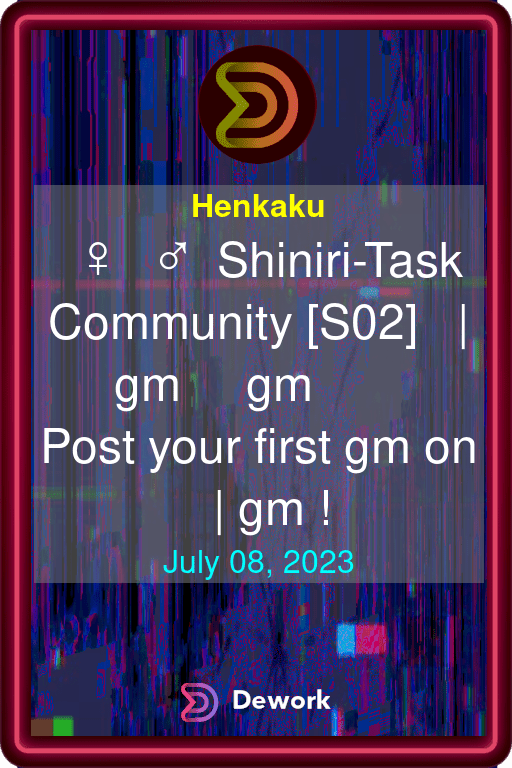 Henkaku
♀ ♂ Shiniri-Task
Community [S02] |
gm gm
Post your first gm on
| gm !
July 08, 2023
Dework